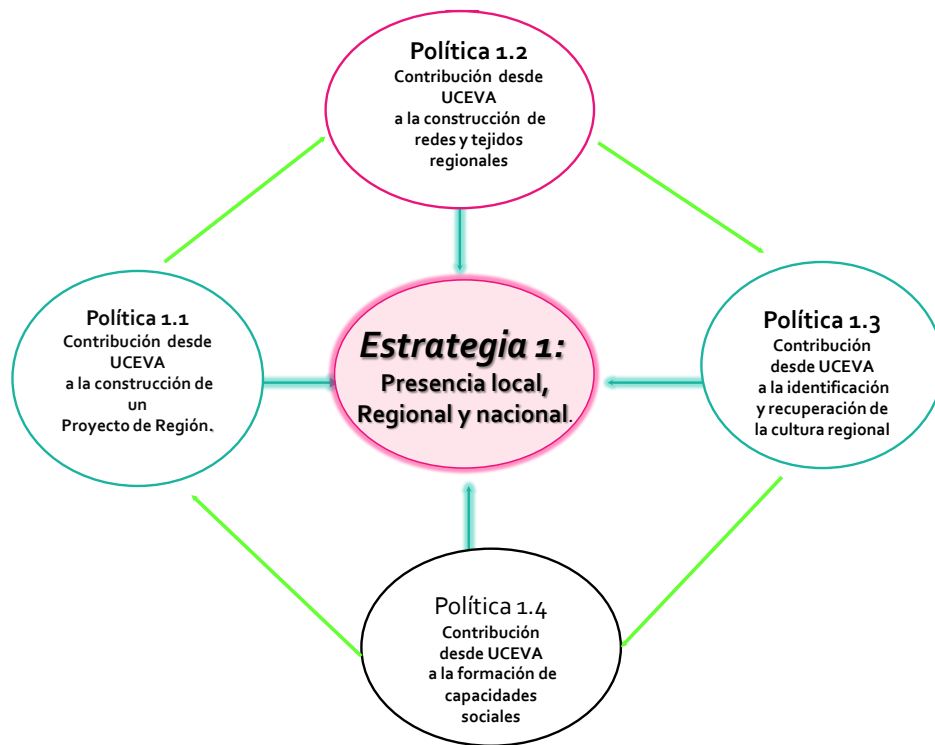 Política 1.2
Contribución desde
UCEVA
a la construcción de
redes y tejidos
regionales
Política 1.1
Contribución desde
UCEVA
a la construcción de
un
Proyecto de Región.
Estrategia 1:
Presencia local,
Regional y nacional.
Política 1.3
Contribución
desde UCEVA
a la identificación
y recuperación de
la cultura regional
Política 1.4
Contribución
desde UCEVA
a la formación de
capacidades
sociales